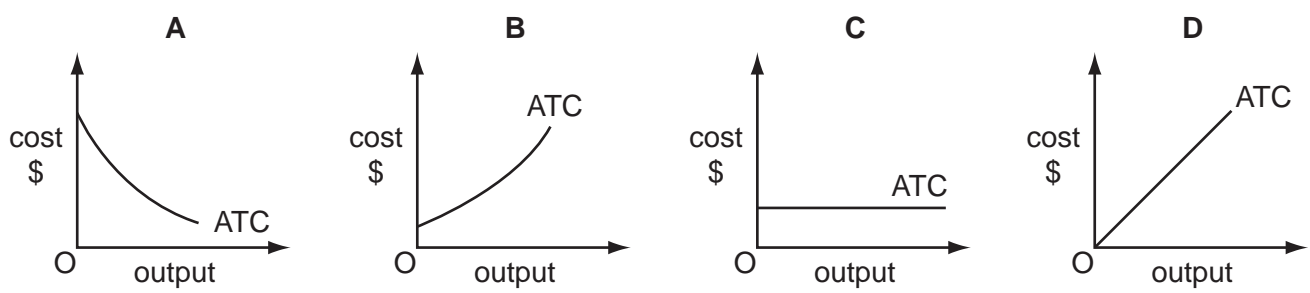 A
B
C
D
cost
$
ATC
O
output
cost
$
ATC
O
output
cost
$
ATC
O
output
cost
$
ATC
O
output